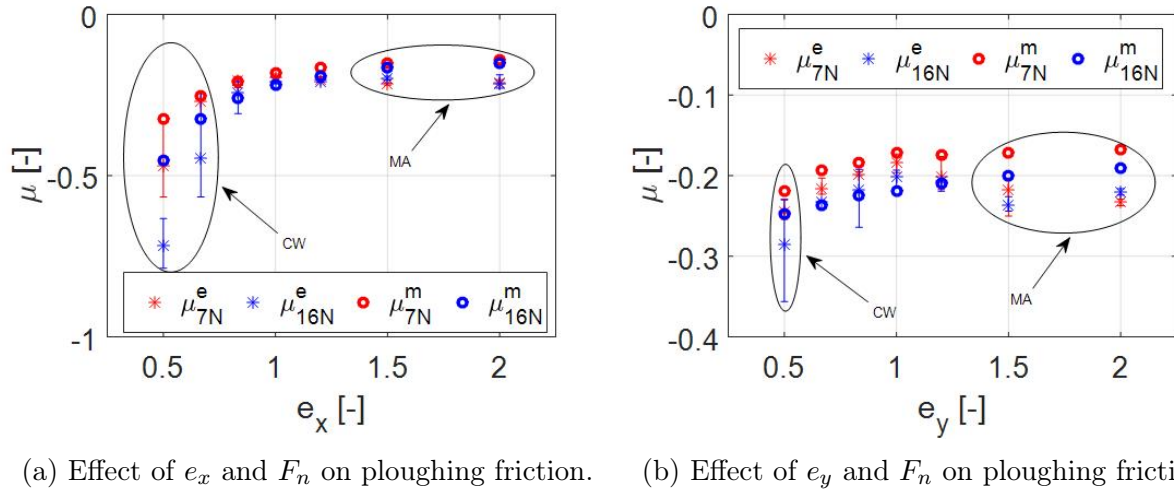 0
-0.5
-1
μ [-]
CW
MA
μ^e_7N μ^e_16N μ^m_7N μ^m_16N
0.5 1 1.5 2
e_x [-]
(a) Effect of e_x and F_n on ploughing friction.
0
-0.1
-0.2
-0.3
-0.4
μ [-]
μ^e_7N μ^e_16N μ^m_7N μ^m_16N
CW
MA
0.5 1 1.5 2
e_y [-]
(b) Effect of e_y and F_n on ploughing fricti